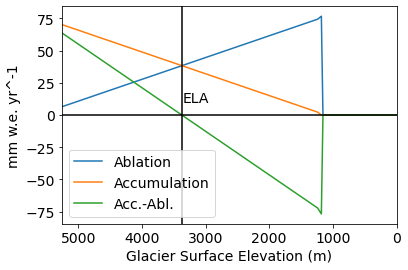 mm w.e. yr^-1
75
50
25
0
−25
−50
−75
ELA
Ablation
Accumulation
Acc.-Abl.
5000 4000 3000 2000 1000 0
Glacier Surface Elevation (m)